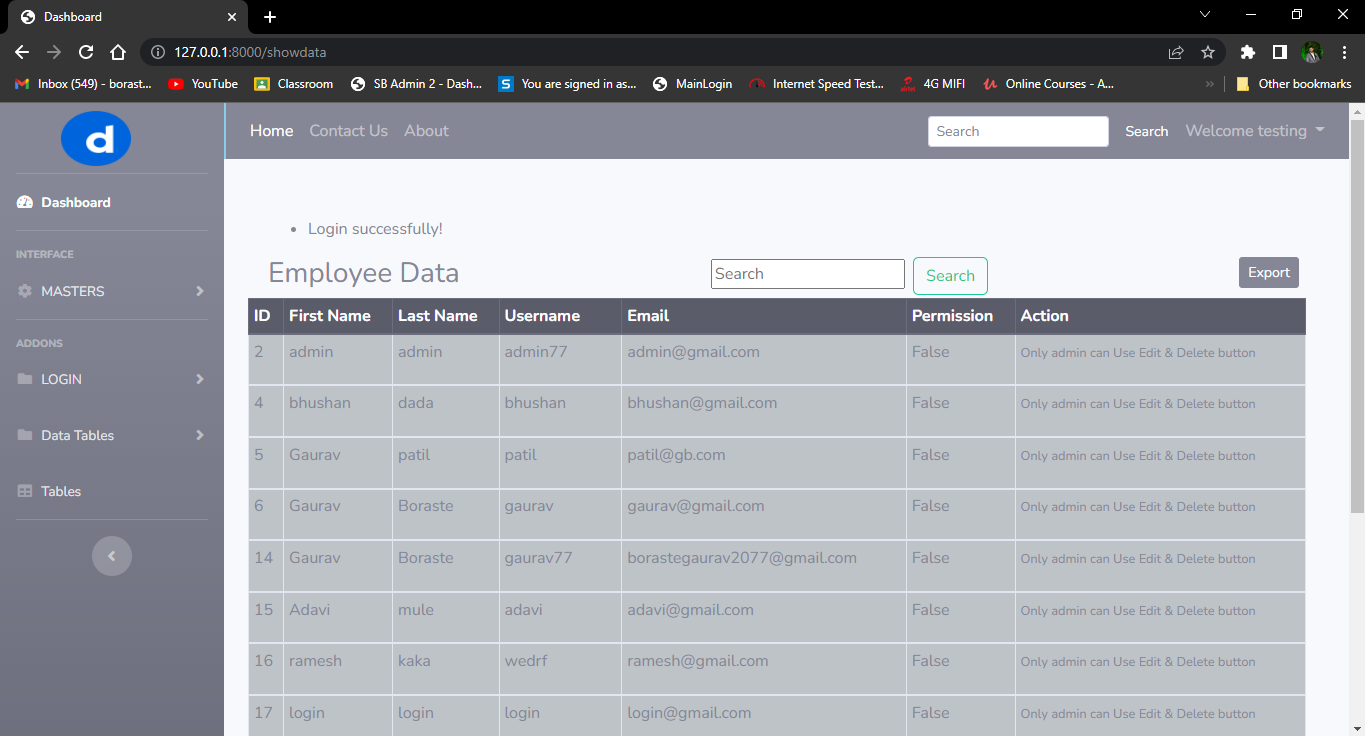 Dashboard
127.0.0.1:8000/showdata
Inbox (549) - borast... YouTube Classroom SB Admin 2 - Dash... S You are signed in as... MainLogin Internet Speed Test... airtel 4G MIFI Online Courses - A... » Other bookmarks
d
Home Contact Us About Search Search Welcome testing
Dashboard
INTERFACE
MASTERS
ADDONS
LOGIN
Data Tables
Tables
• Login successfully!
Employee Data Search Search Export
ID First Name Last Name Username Email Permission Action
2 admin admin admin77 admin@gmail.com False Only admin can Use Edit & Delete button
4 bhushan dada bhushan bhushan@gmail.com False Only admin can Use Edit & Delete button
5 Gaurav patil patil patil@gb.com False Only admin can Use Edit & Delete button
6 Gaurav Boraste gaurav gaurav@gmail.com False Only admin can Use Edit & Delete button
14 Gaurav Boraste gaurav77 borastegaurav2077@gmail.com False Only admin can Use Edit & Delete button
15 Adavi mule adavi adavi@gmail.com False Only admin can Use Edit & Delete button
16 ramesh kaka wedrf ramesh@gmail.com False Only admin can Use Edit & Delete button
17 login login login login@gmail.com False Only admin can Use Edit & Delete button